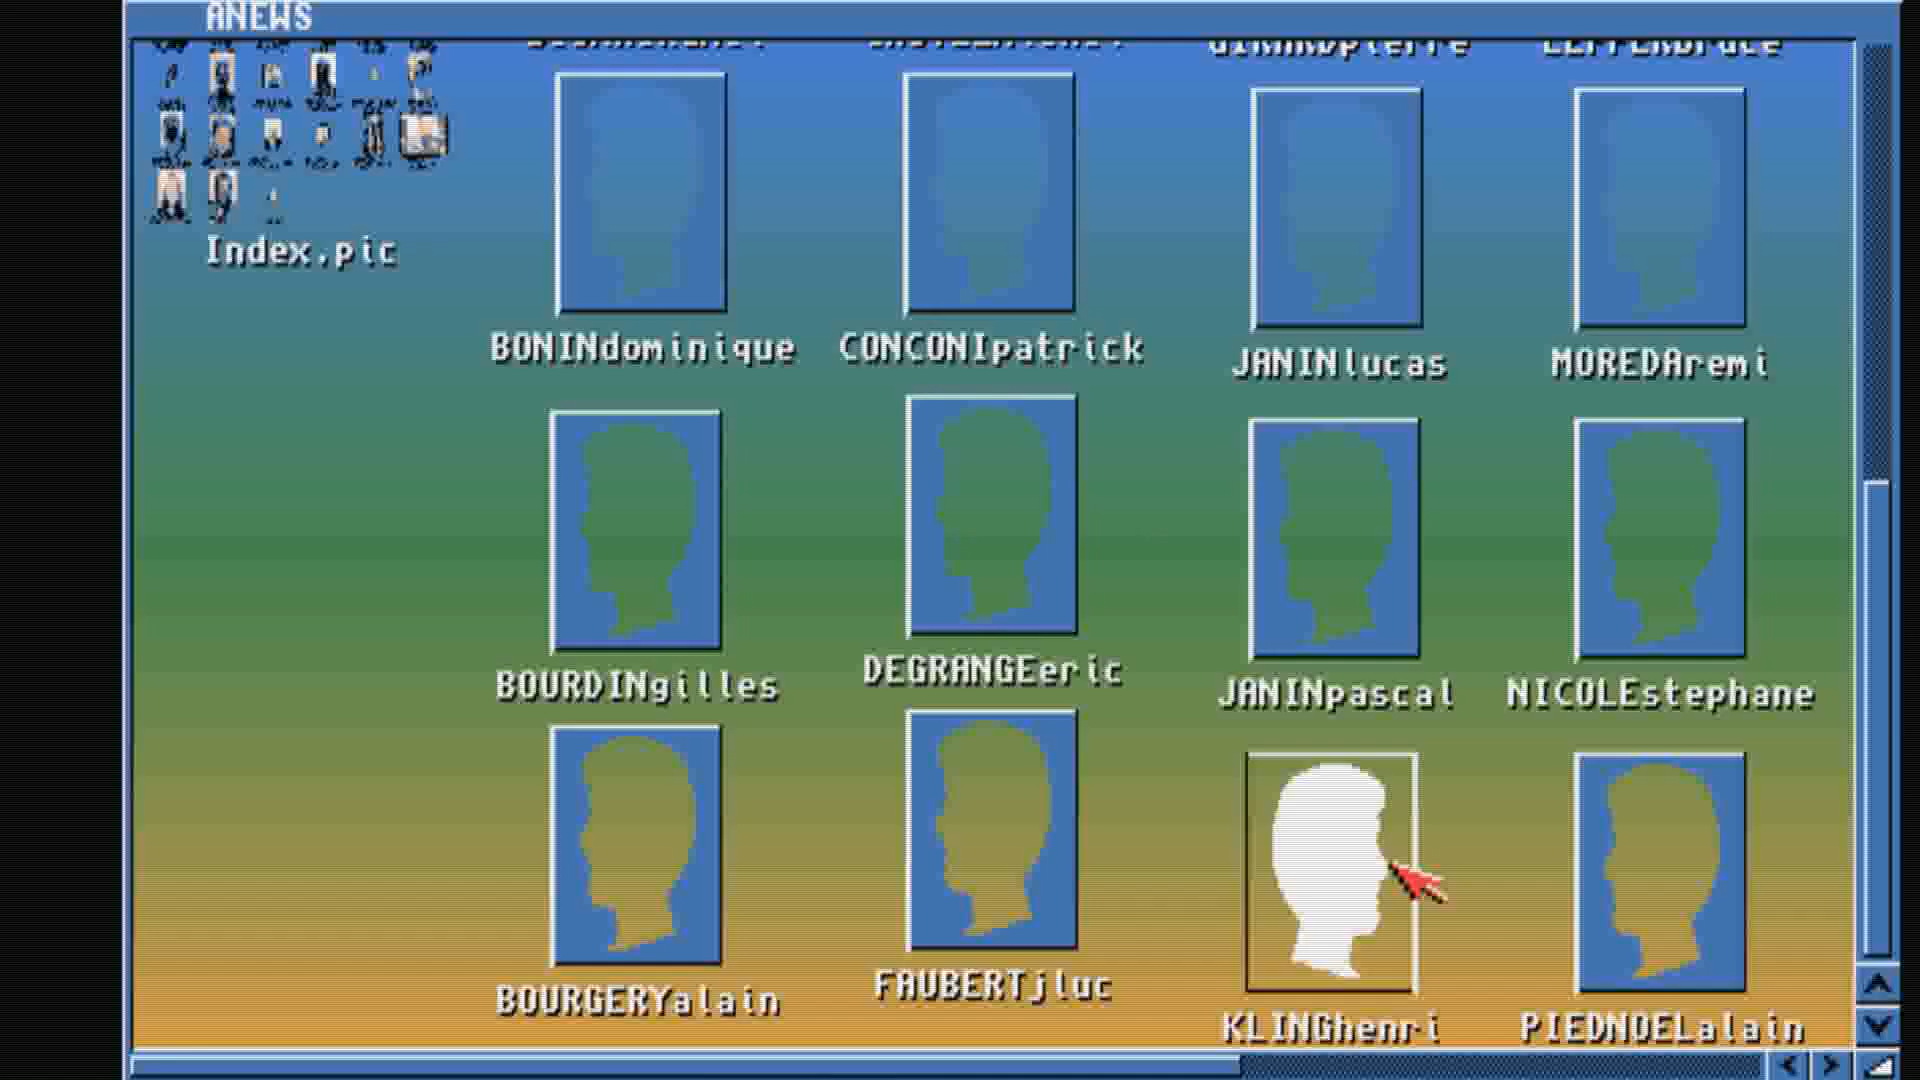 ANEWS
Index.pic
BONINdominique
CONCONIpatrick
JANINlucas
MOREDAremi
BOURDINgilles
DEGRANGEeric
JANINpascal
NICOLEstephane
BOURGERYalain
FAUBERTjluc
KLINGhenri
PIEDNOELalain